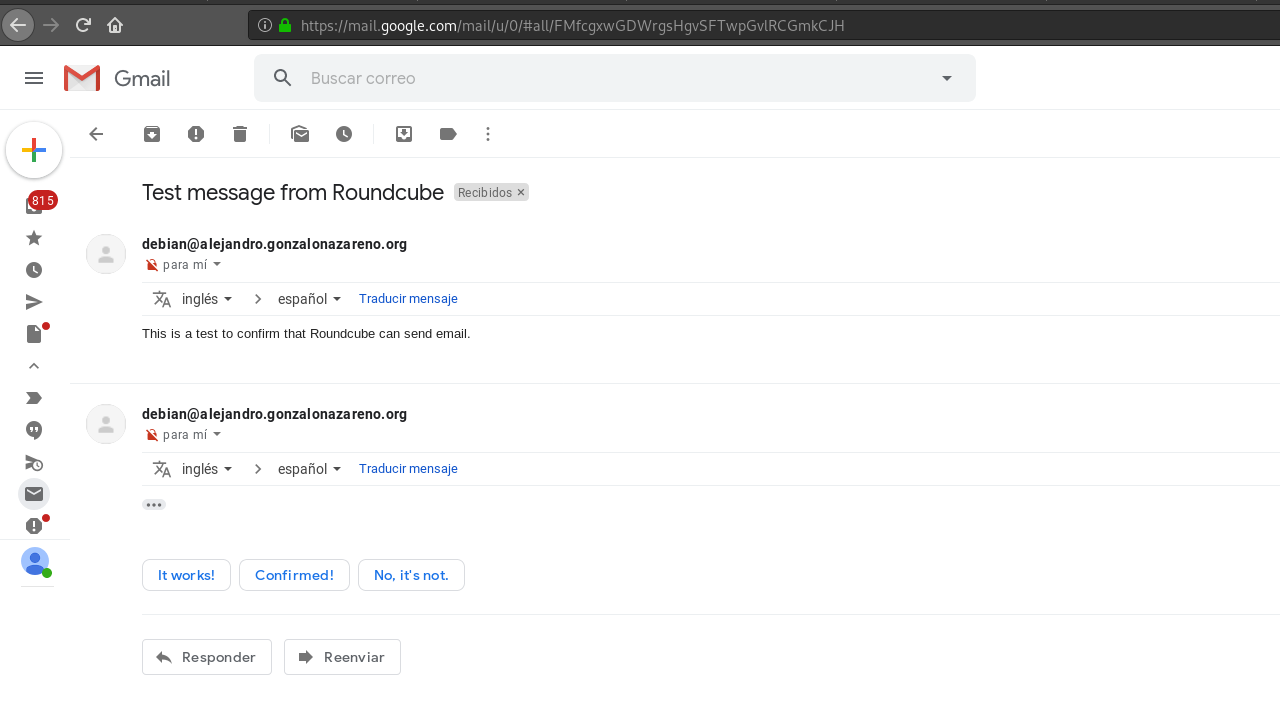 https://mail.google.com/mail/u/0/#all/FMfcgxwGDWrgsHgvSFTwpGvlRCGmkCJH
Gmail
Buscar correo
Test message from Roundcube Recibidos ×
815
debian@alejandro.gonzalonazareno.org
para mí
inglés español Traducir mensaje
This is a test to confirm that Roundcube can send email.
debian@alejandro.gonzalonazareno.org
para mí
inglés español Traducir mensaje
It works! Confirmed! No, it's not.
Responder Reenviar